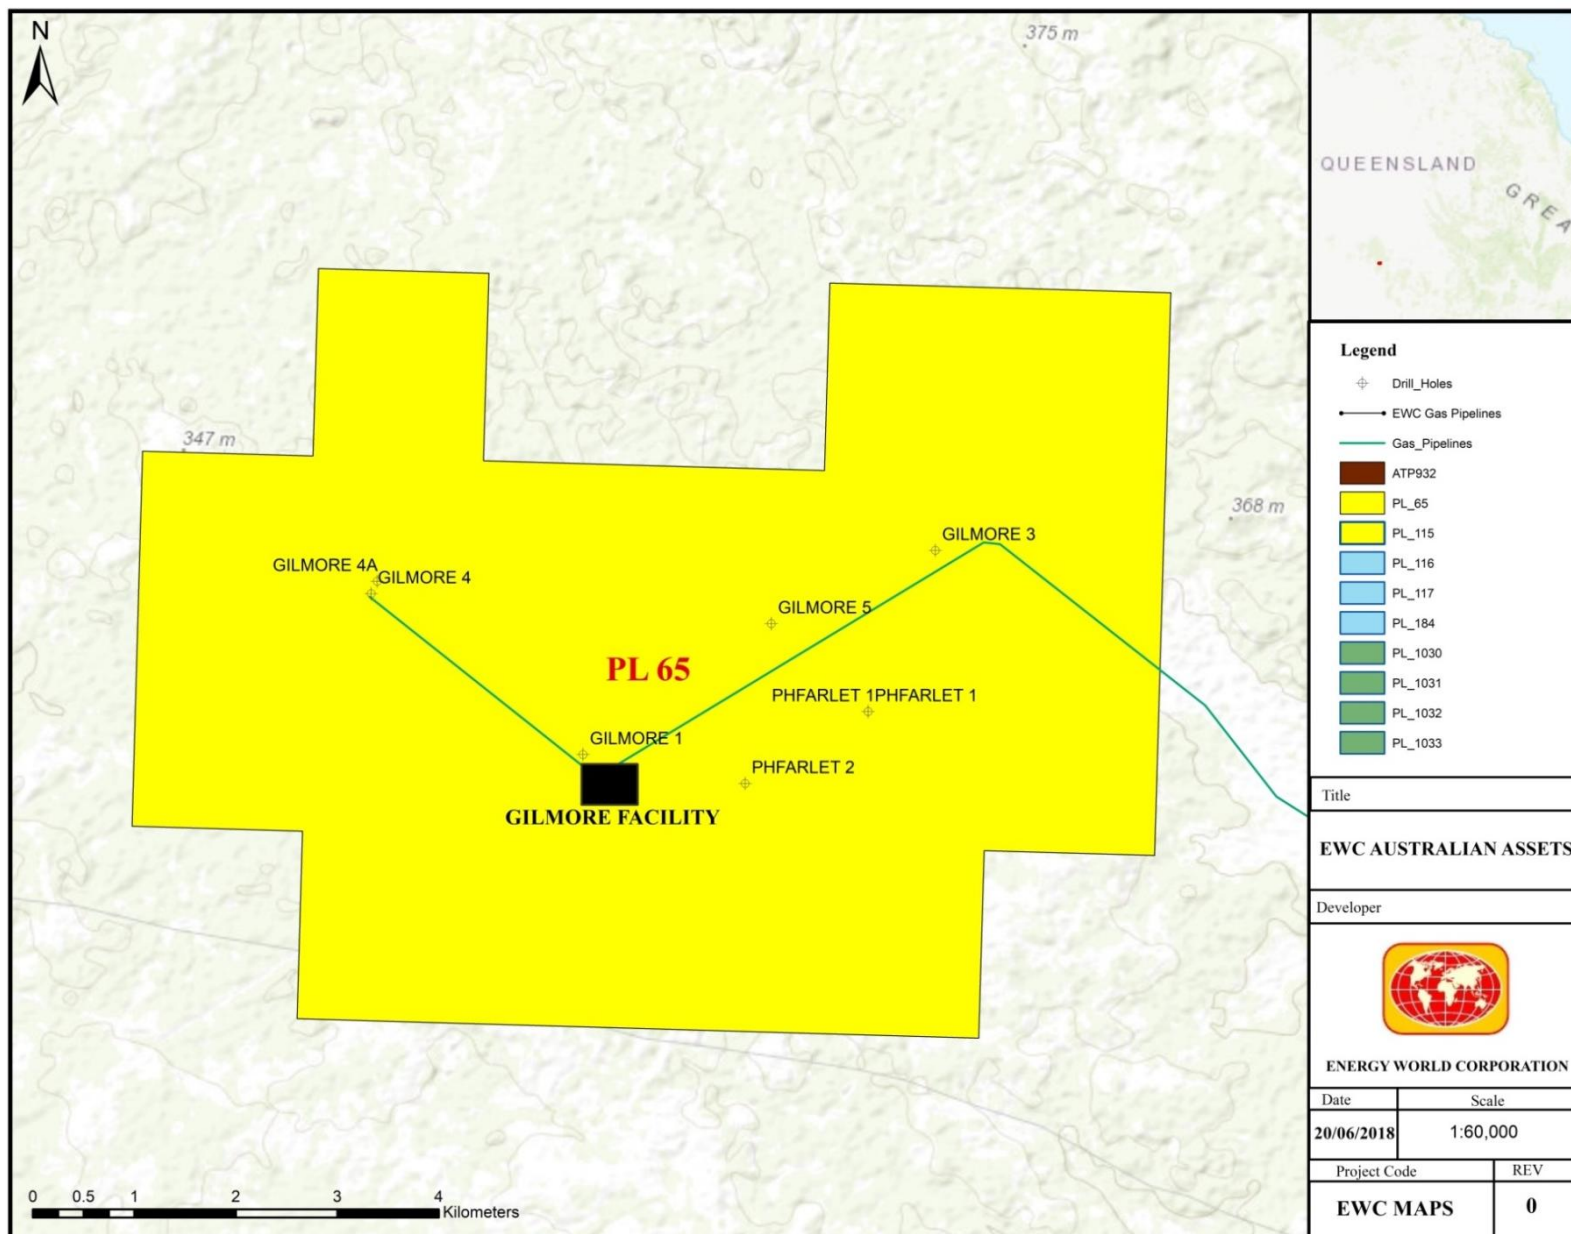 N
375 m
347 m
368 m
GILMORE 3
GILMORE 4A
GILMORE 4
GILMORE 5
PL 65
PHFARLET 1PHFARLET 1
GILMORE 1
PHFARLET 2
GILMORE FACILITY
0 0.5 1 2 3 4
Kilometers
QUEENSLAND
GREA
Legend
Drill_Holes
EWC Gas Pipelines
Gas_Pipelines
ATP932
PL_65
PL_115
PL_116
PL_117
PL_184
PL_1030
PL_1031
PL_1032
PL_1033
Title
EWC AUSTRALIAN ASSETS
Developer
ENERGY WORLD CORPORATION
Date Scale
20/06/2018 1:60,000
Project Code REV
EWC MAPS 0